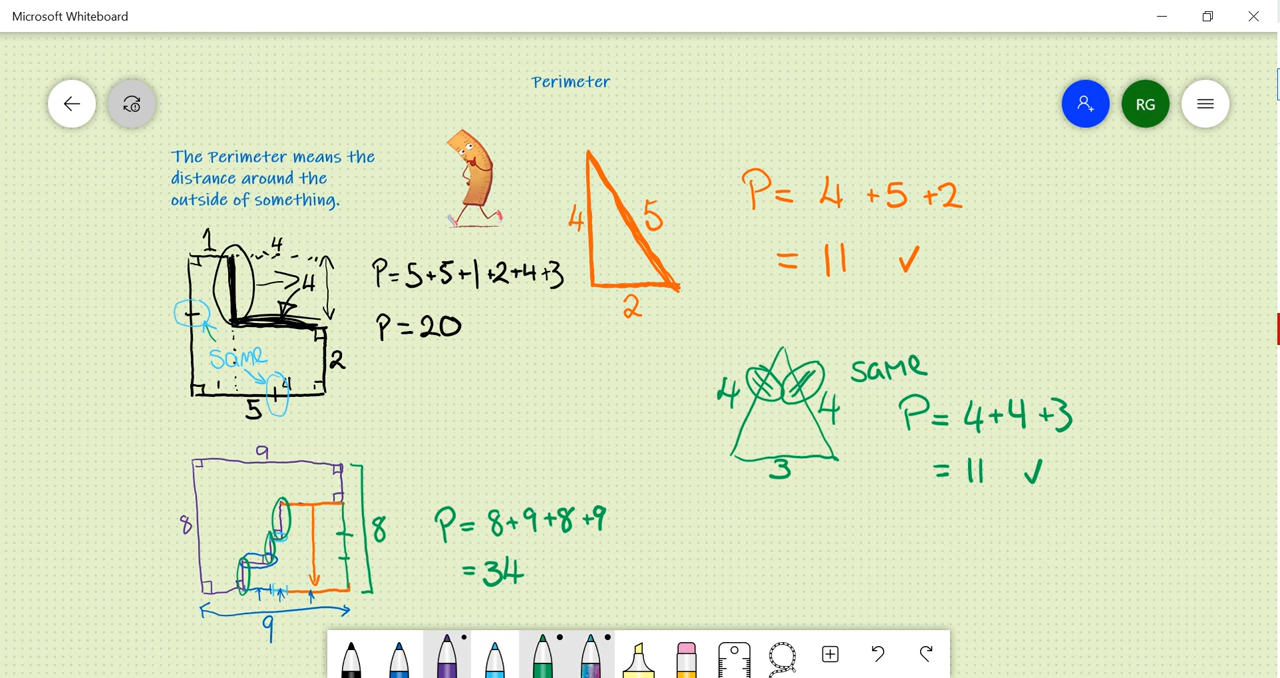 Microsoft Whiteboard
Perimeter
RG
The Perimeter means the
distance around the
outside of something.
1
4
4
same
2
1
4
5
P=5+5+1+2+4+3
P=20
4
5
2
P= 4+5+2
= 11 ✓
4
4
3
same
P= 4+4+3
= 11 ✓
9
8
8
9
P= 8+9+8+9
=34